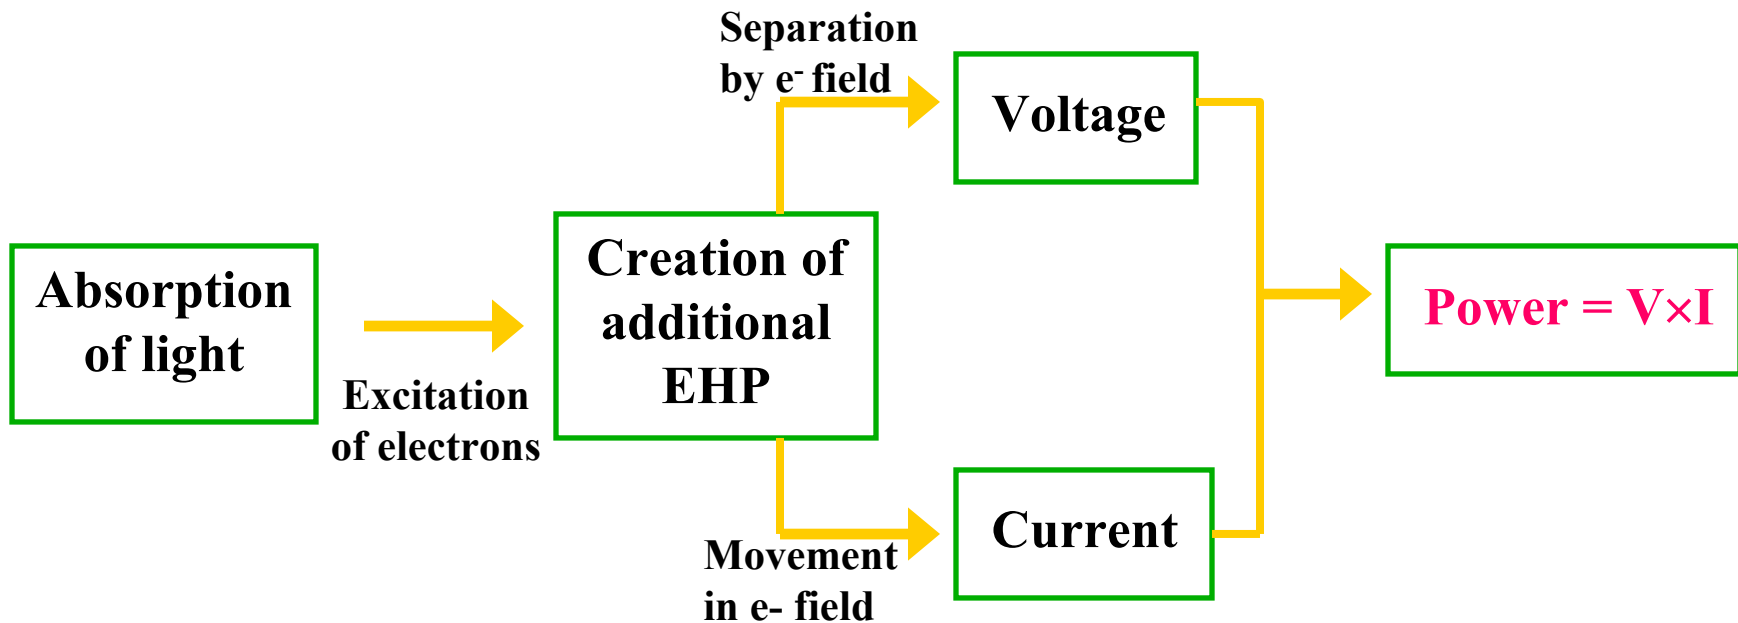 Absorption
of light
Excitation
of electrons
Creation of
additional
EHP
Separation
by e⁻ field
Voltage
Movement
in e- field
Current
Power = V×I